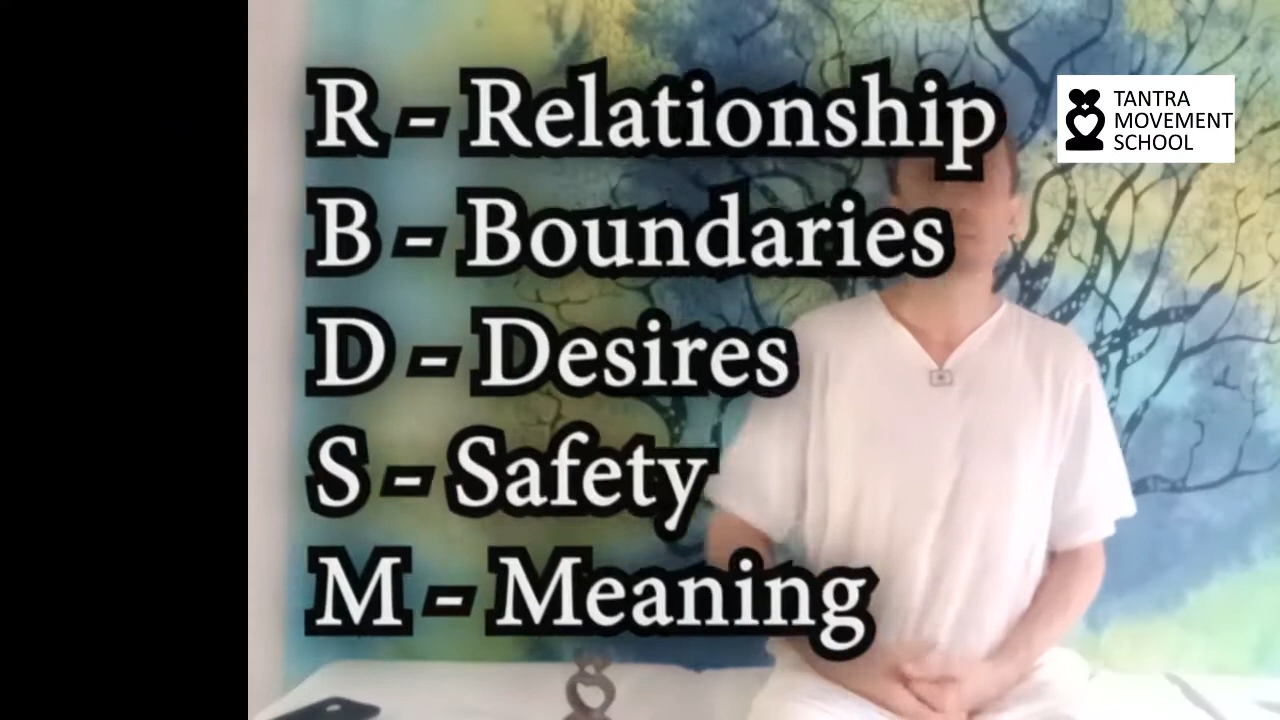 R - Relationship
B - Boundaries
D - Desires
S - Safety
M - Meaning
TANTRA
MOVEMENT
SCHOOL